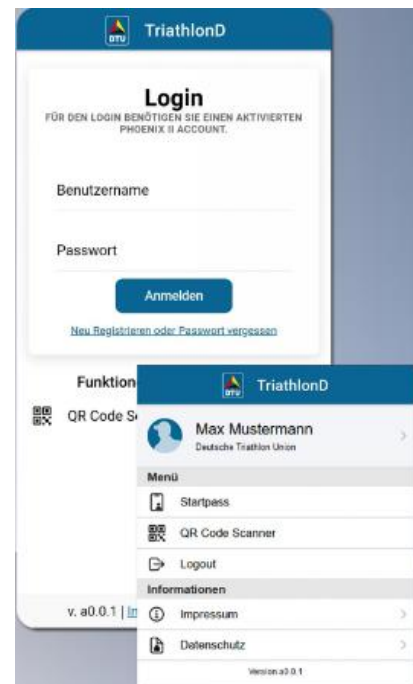 DTU
TriathlonD
Login
FÜR DEN LOGIN BENÖTIGEN SIE EINEN AKTIVIERTEN
PHOENIX II ACCOUNT.
Benutzername
Passwort
Anmelden
Neu Registrieren oder Passwort vergessen
Funktion
QR Code S
v. a0.0.1 |
DTU
TriathlonD
Max Mustermann
Deutsche Triathlon Union
Menü
Startpass
QR Code Scanner
Logout
Informationen
Impressum
Datenschutz
Version a0.0.1